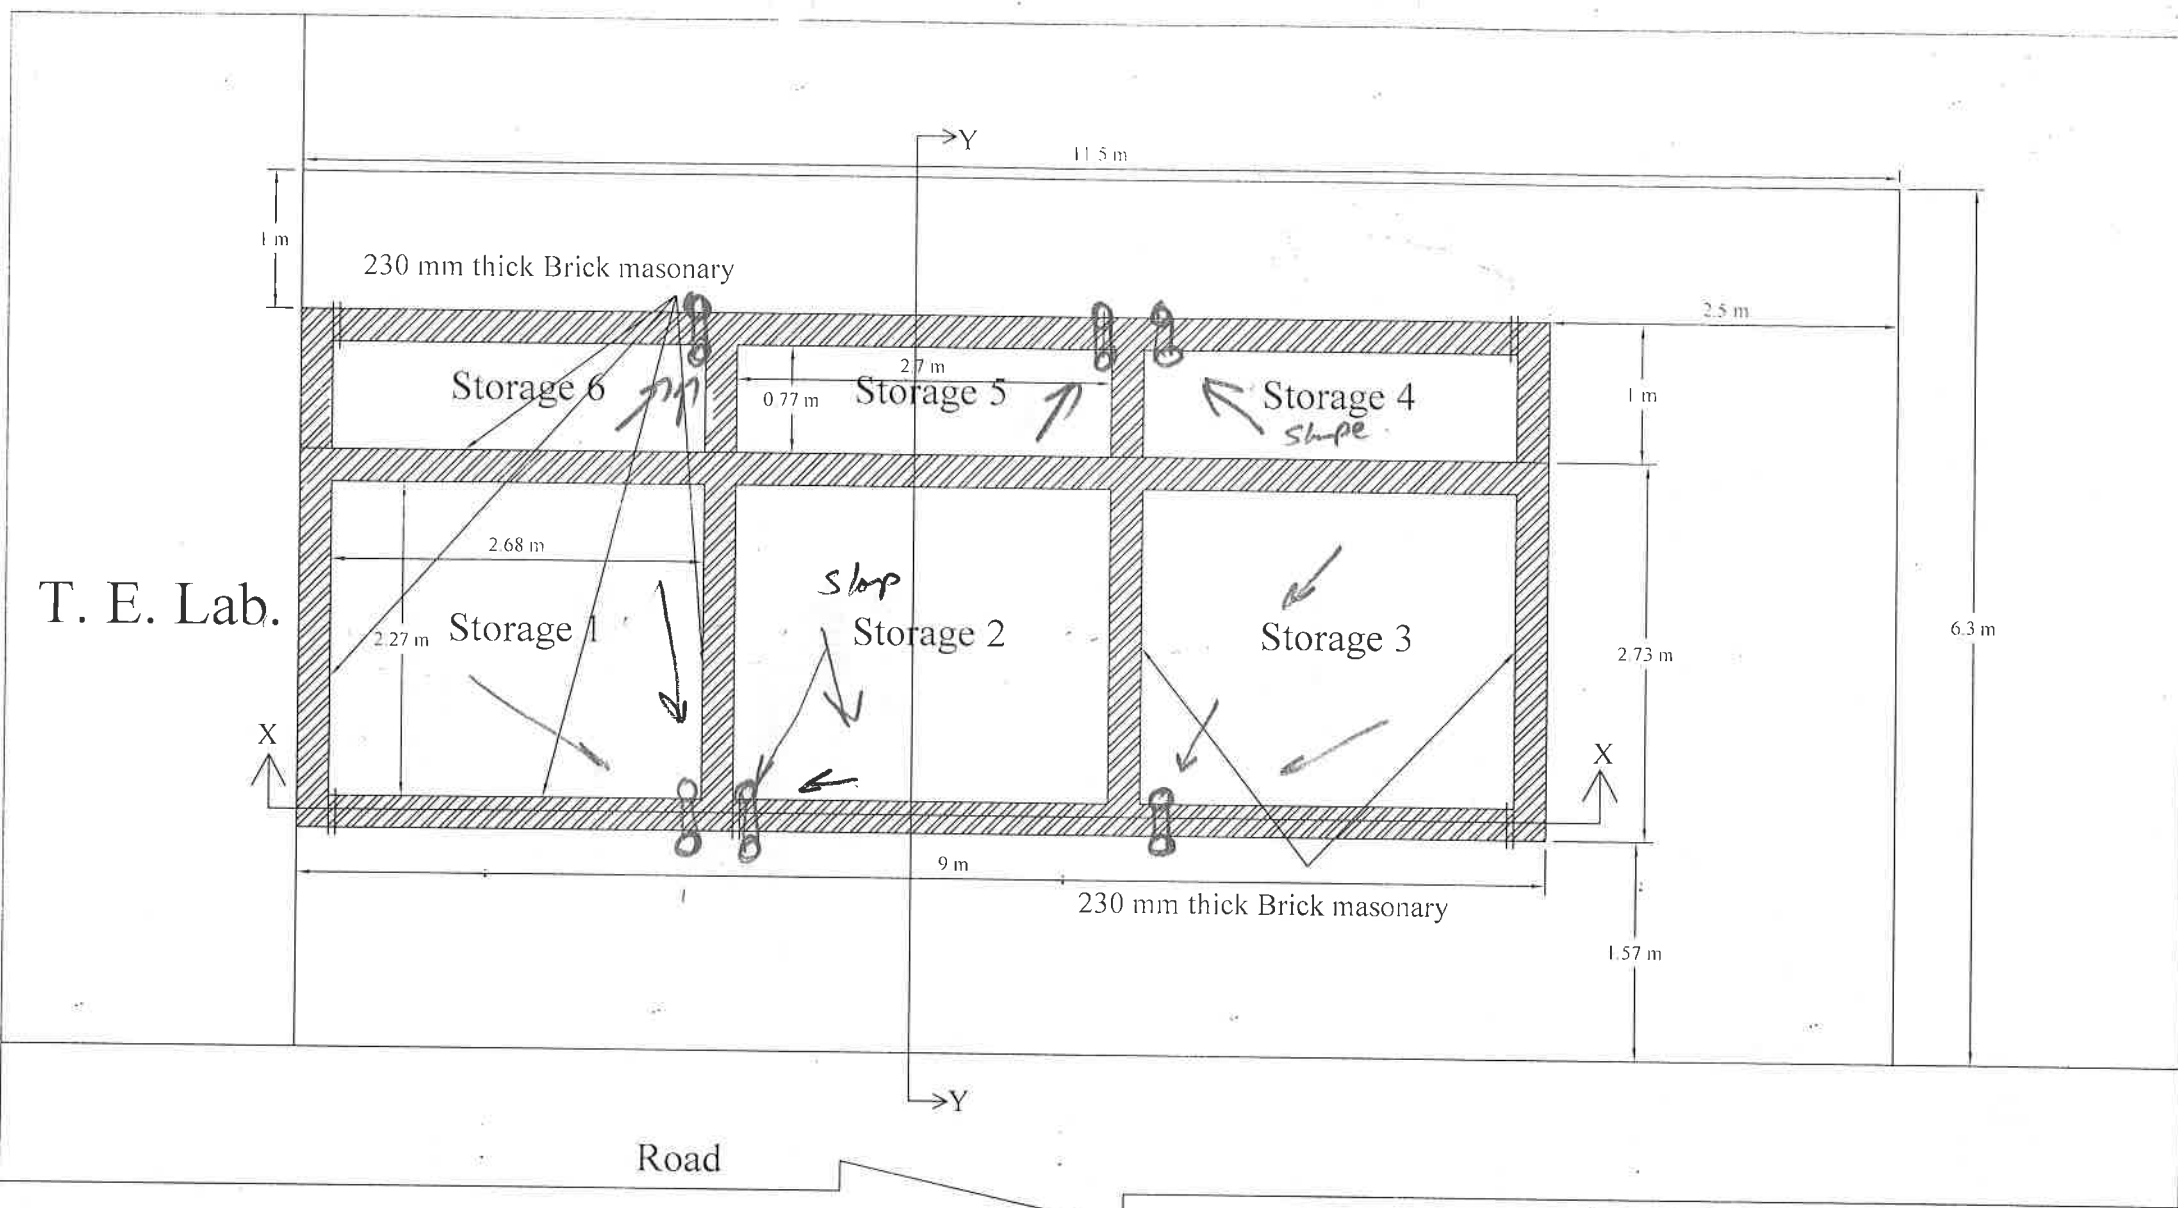 Y
11.5 m
1 m
230 mm thick Brick masonary
2.5 m
Storage 6
0.77 m
2.7 m
Storage 5
Storage 4
slope
1 m
2.68 m
T. E. Lab.
2.27 m
Storage 1
slop
Storage 2
Storage 3
2.73 m
6.3 m
X
X
9 m
230 mm thick Brick masonary
1.57 m
Y
Road